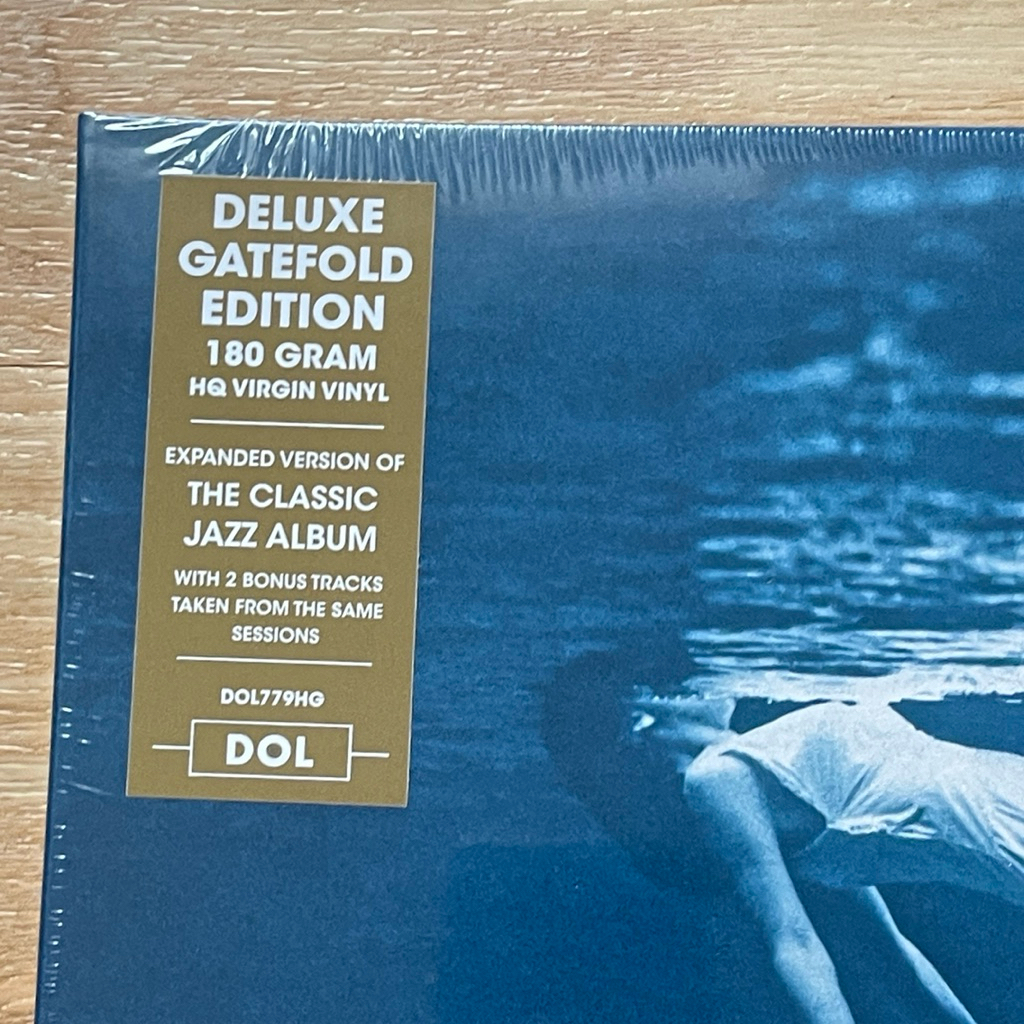 DELUXE
GATEFOLD
EDITION
180 GRAM
HQ VIRGIN VINYL
EXPANDED VERSION OF
THE CLASSIC
JAZZ ALBUM
WITH 2 BONUS TRACKS
TAKEN FROM THE SAME
SESSIONS
DOL779HG
DOL